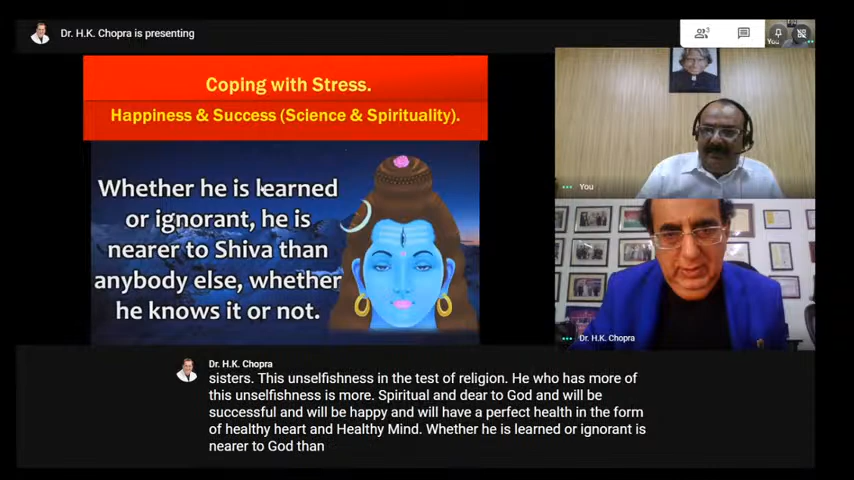 Dr. H.K. Chopra is presenting
3
You
Coping with Stress.
Happiness & Success (Science & Spirituality).
Whether he is learned
or ignorant, he is
nearer to Shiva than
anybody else, whether
he knows it or not.
You
Dr. H.K. Chopra
Dr. H.K. Chopra
sisters. This unselfishness in the test of religion. He who has more of
this unselfishness is more. Spiritual and dear to God and will be
successful and will be happy and will have a perfect health in the form
of healthy heart and Healthy Mind. Whether he is learned or ignorant is
nearer to God than